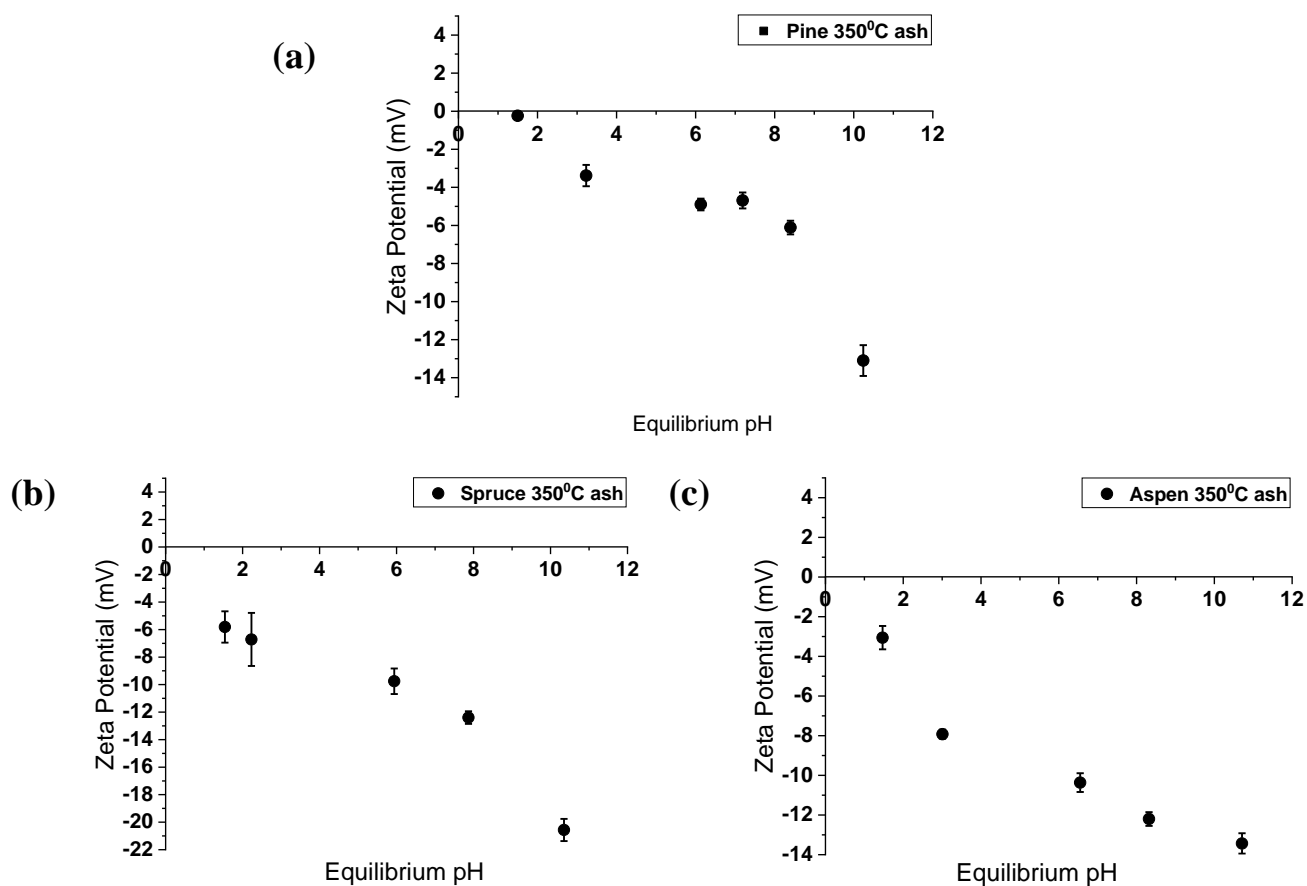 (a)
Pine 350⁰C ash
Zeta Potential (mV)
4
2
0
-2
-4
-6
-8
-10
-12
-14
0 2 4 6 8 10 12
Equilibrium pH
(b)
Spruce 350⁰C ash
Zeta Potential (mV)
4
2
0
-2
-4
-6
-8
-10
-12
-14
-16
-18
-20
-22
0 2 4 6 8 10 12
Equilibrium pH
(c)
Aspen 350⁰C ash
Zeta Potential (mV)
4
2
0
-2
-4
-6
-8
-10
-12
-14
0 2 4 6 8 10 12
Equilibrium pH